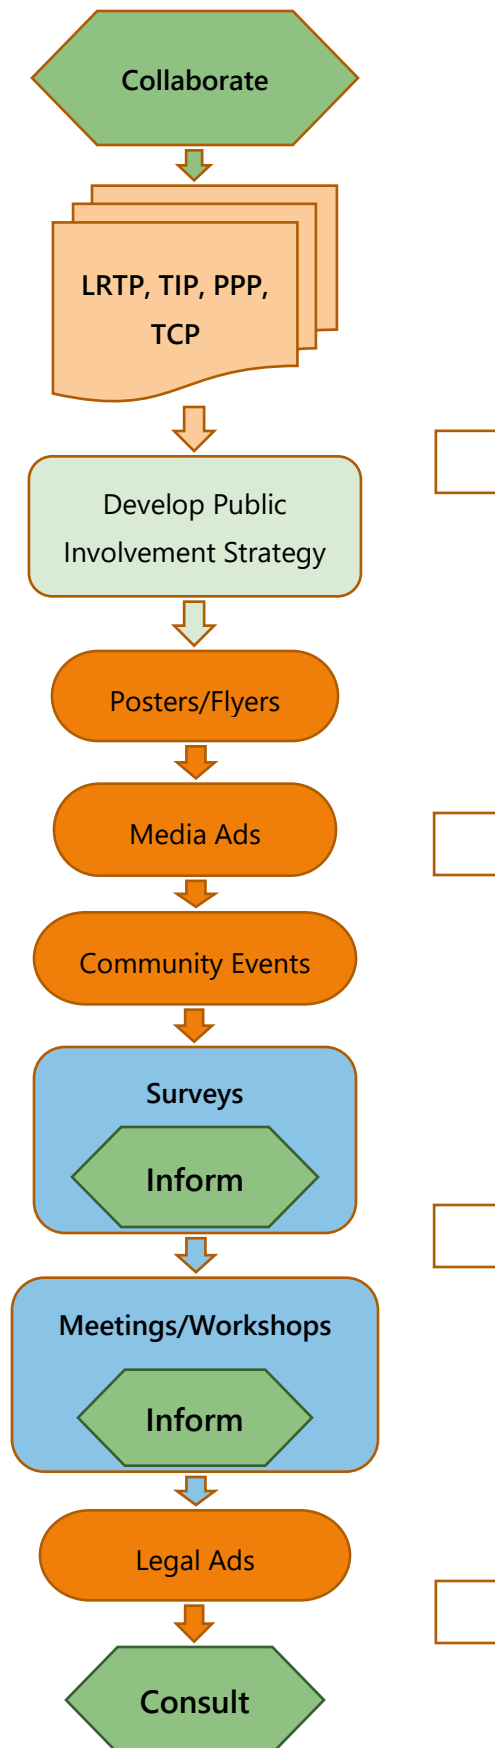 Collaborate
LRTP, TIP, PPP,
TCP
Develop Public
Involvement Strategy
Posters/Flyers
Media Ads
Community Events
Surveys
Inform
Meetings/Workshops
Inform
Legal Ads
Consult